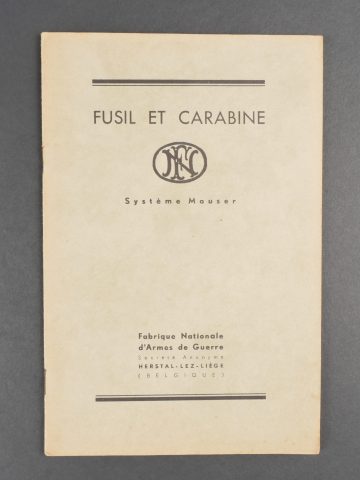 FUSIL ET CARABINE
FN
Système Mauser
Fabrique Nationale
d'Armes de Guerre
Société Anonyme
HERSTAL-LEZ-LIÈGE
(BELGIQUE)